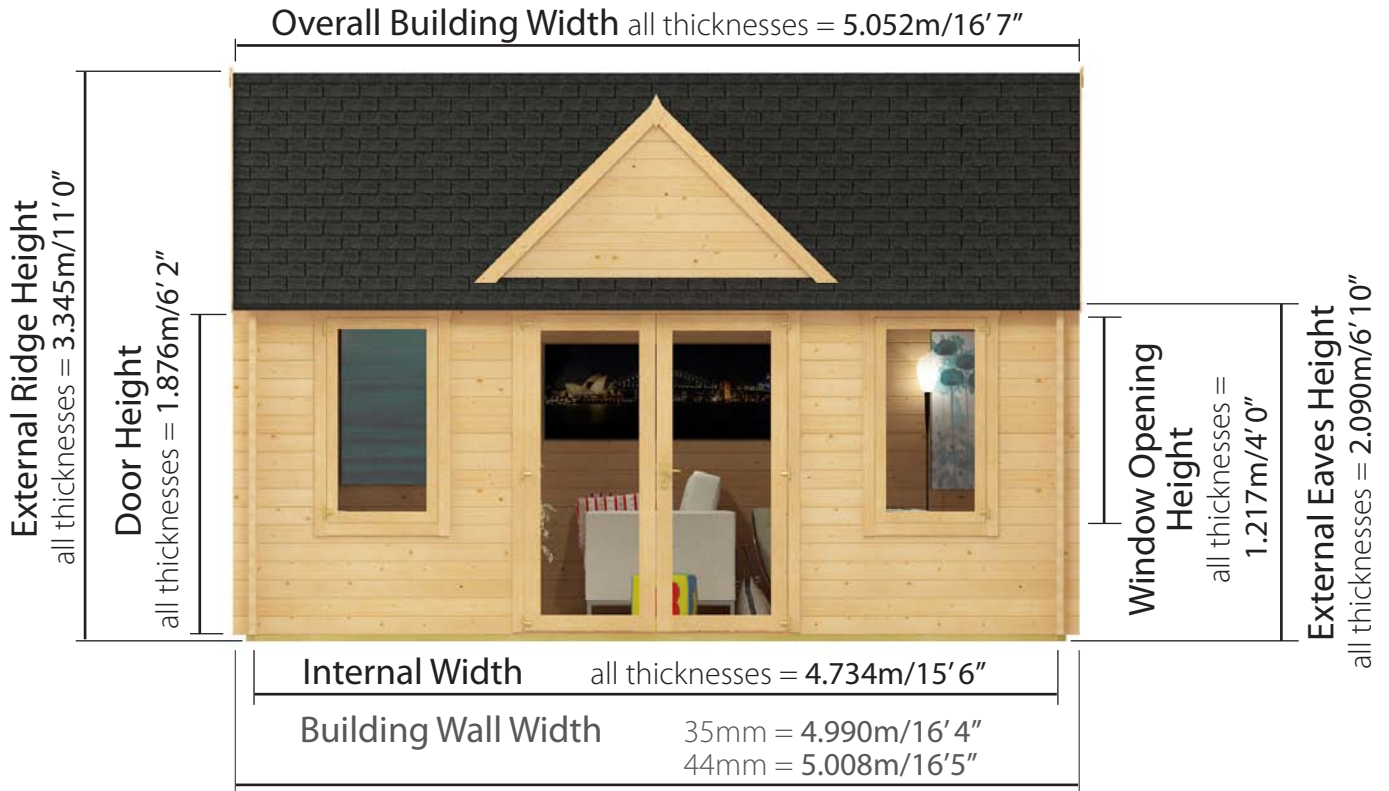 Overall Building Width all thicknesses = 5.052m/16’ 7”
External Ridge Height
all thicknesses = 3.345m/11’ 0”
Door Height
all thicknesses = 1.876m/6’ 2”
Window Opening
Height
all thicknesses =
1.217m/4’ 0”
External Eaves Height
all thicknesses = 2.090m/6’ 10”
Internal Width all thicknesses = 4.734m/15’ 6”
Building Wall Width 35mm = 4.990m/16’ 4”
44mm = 5.008m/16’5”